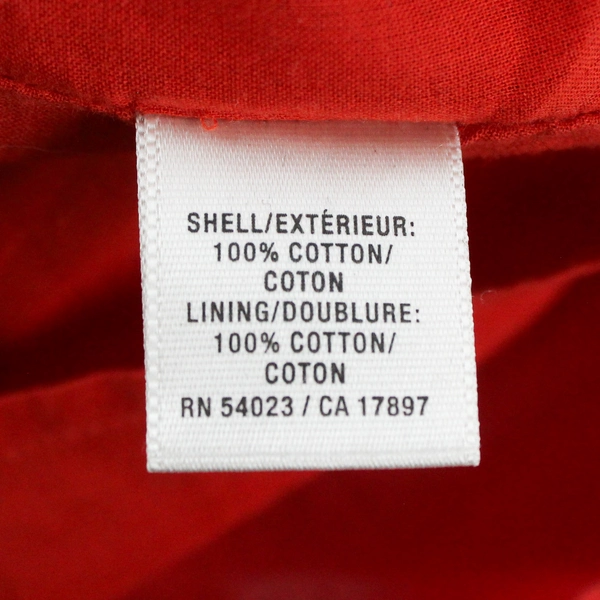 SHELL/EXTÉRIEUR:
100% COTTON/
COTON
LINING/DOUBLURE:
100% COTTON/
COTON
RN 54023 / CA 17897